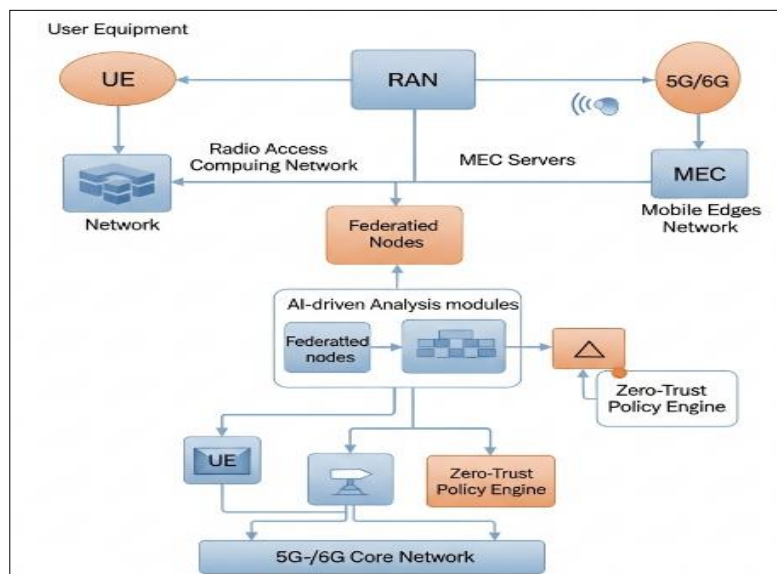 User Equipment
UE
RAN
5G/6G
Radio Access
Compuing Network
MEC Servers
MEC
Network
Mobile Edges
Network
Federatied
Nodes
AI-driven Analysis modules
Federatted
nodes
Zero-Trust
Policy Engine
UE
Zero-Trust
Policy Engine
5G-/6G Core Network